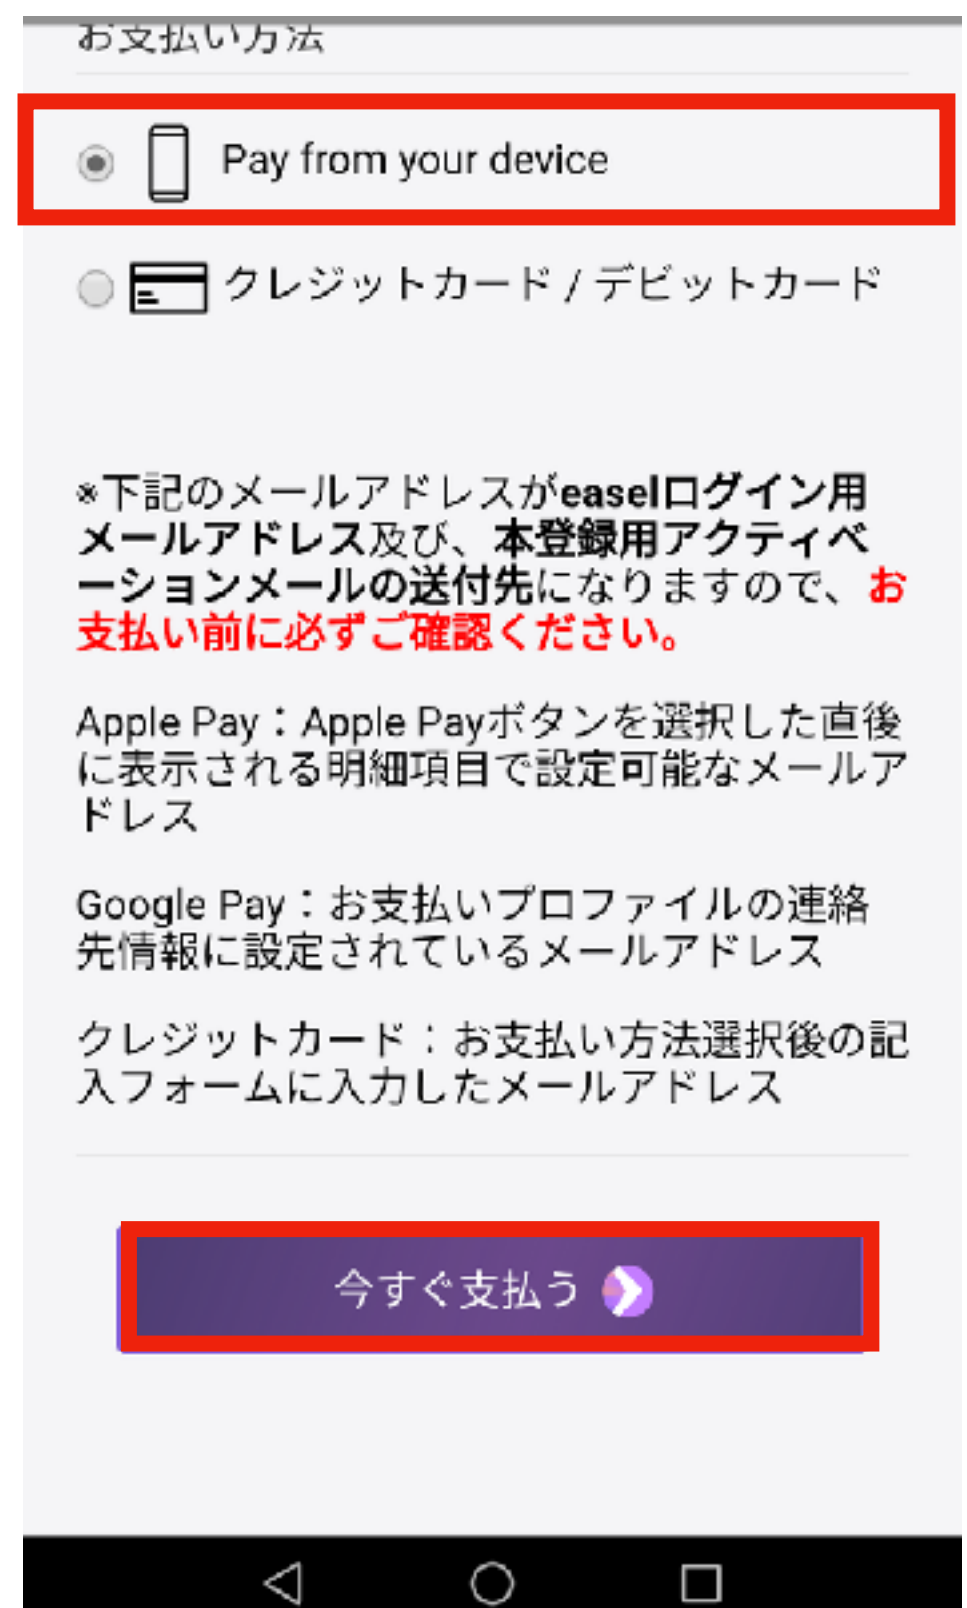 お支払い方法
Pay from your device
クレジットカード / デビットカード
※下記のメールアドレスがeaselログイン用
メールアドレス及び、本登録用アクティベ
ーションメールの送付先になりますので、お
支払い前に必ずご確認ください。
Apple Pay：Apple Payボタンを選択した直後
に表示される明細項目で設定可能なメールア
ドレス
Google Pay：お支払いプロファイルの連絡
先情報に設定されているメールアドレス
クレジットカード：お支払い方法選択後の記
入フォームに入力したメールアドレス
今すぐ支払う